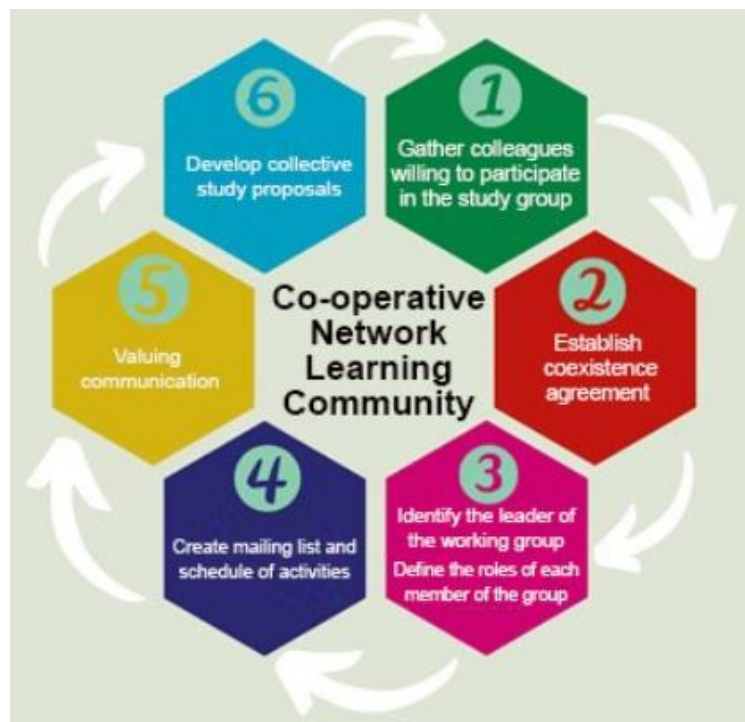 Co-operative
Network
Learning
Community
1
Gather colleagues
willing to participate
in the study group
2
Establish
coexistence
agreement
3
Identify the leader of
the working group
Define the roles of each
member of the group
4
Create mailing list and
schedule of activities
5
Valuing
communication
6
Develop collective
study proposals